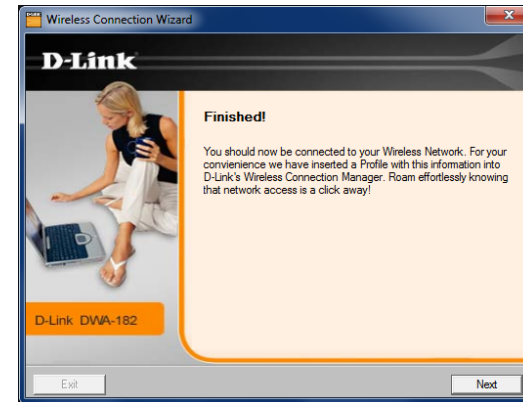 Wireless Connection Wizard
D-Link
Finished!
You should now be connected to your Wireless Network. For your
convienience we have inserted a Profile with this information into
D-Link's Wireless Connection Manager. Roam effortlessly knowing
that network access is a click away!
D-Link DWA-182
Exit
Next